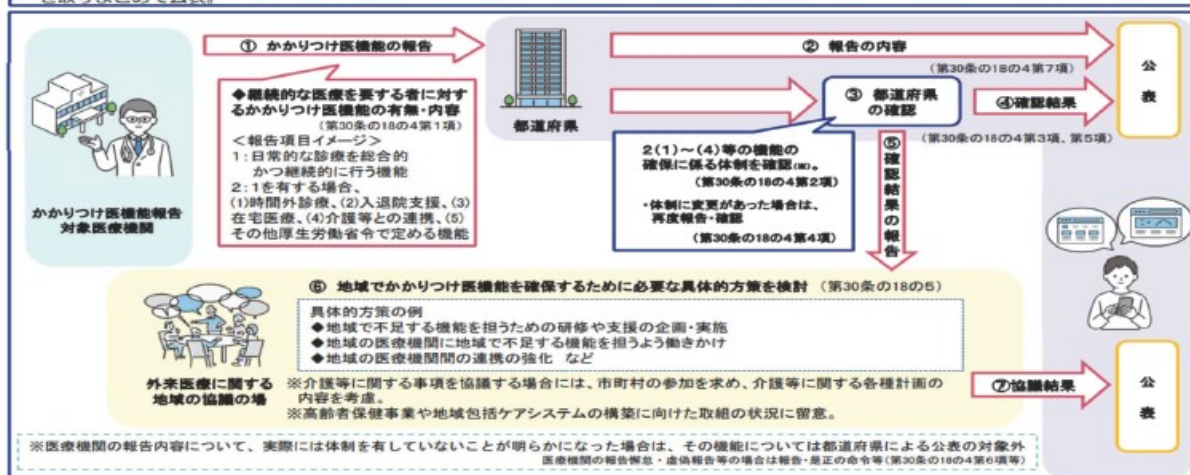 を取りまとめて公表。
① かかりつけ医機能の報告
② 報告の内容
(第30条の18の4第7項)
公
表
◆継続的な医療を要する者に対するかかりつけ医機能の有無・内容
(第30条の18の4第1項)
<報告項目イメージ>
1:日常的な診療を総合的
かつ継続的に行う機能
2:1を有する場合、
(1)時間外診療、(2)入退院支援、(3)
在宅医療、(4)介護等との連携、(5)
その他厚生労働省令で定める機能
かかりつけ医機能報告
対象医療機関
都道府県
③ 都道府県
の確認
④確認結果
(第30条の18の4第3項、第5項)
2(1)~(4)等の機能の
確保に係る体制を確認(※)。
(第30条の18の4第2項)
・体制に変更があった場合は、
再度報告・確認
(第30条の18の4第4項)
⑤確認結果の報告
⑥ 地域でかかりつけ医機能を確保するために必要な具体的方策を検討 (第30条の18の5)
具体的方策の例
◆地域で不足する機能を担うための研修や支援の企画・実施
◆地域の医療機関に地域で不足する機能を担うよう働きかけ
◆地域の医療機関間の連携の強化 など
外来医療に関する
地域の協議の場
※介護等に関する事項を協議する場合には、市町村の参加を求め、介護等に関する各種計画の
内容を考慮。
※高齢者保健事業や地域包括ケアシステムの構築に向けた取組の状況に留意。
⑦協議結果
公
表
※医療機関の報告内容について、実際には体制を有していないことが明らかになった場合は、その機能については都道府県による公表の対象外
医療機関の報告懈怠・虚偽報告等の場合は報告・是正の命令等(第30条の18の4第6項等)